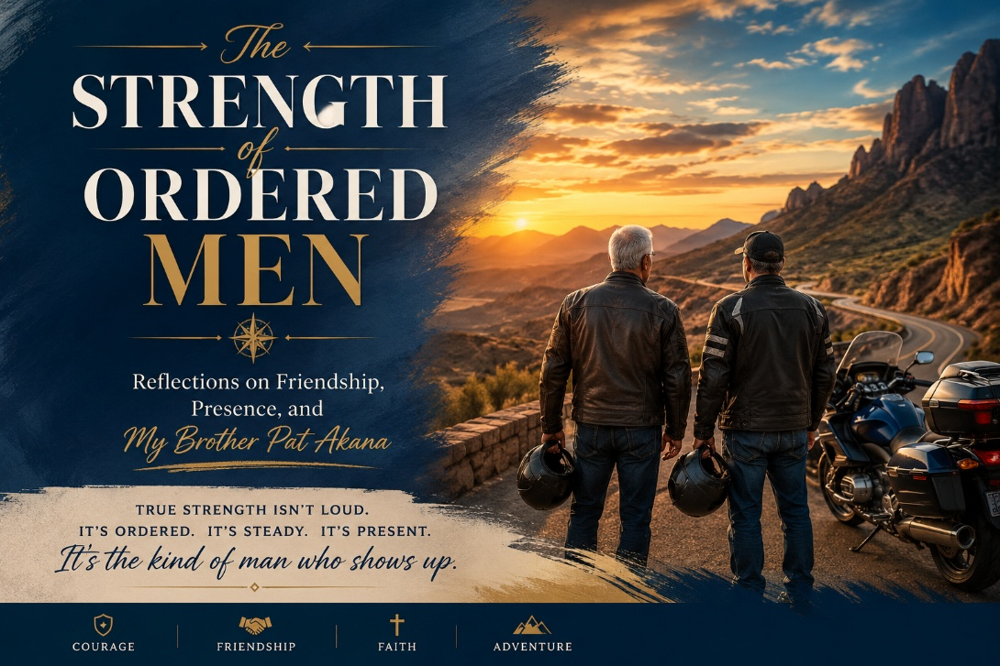 The
STRENGTH
of
ORDERED
MEN
Reflections on Friendship,
Presence, and
My Brother Pat Akana
TRUE STRENGTH ISN'T LOUD.
IT'S ORDERED. IT'S STEADY. IT'S PRESENT.
It's the kind of man who shows up.
COURAGE
FRIENDSHIP
FAITH
ADVENTURE